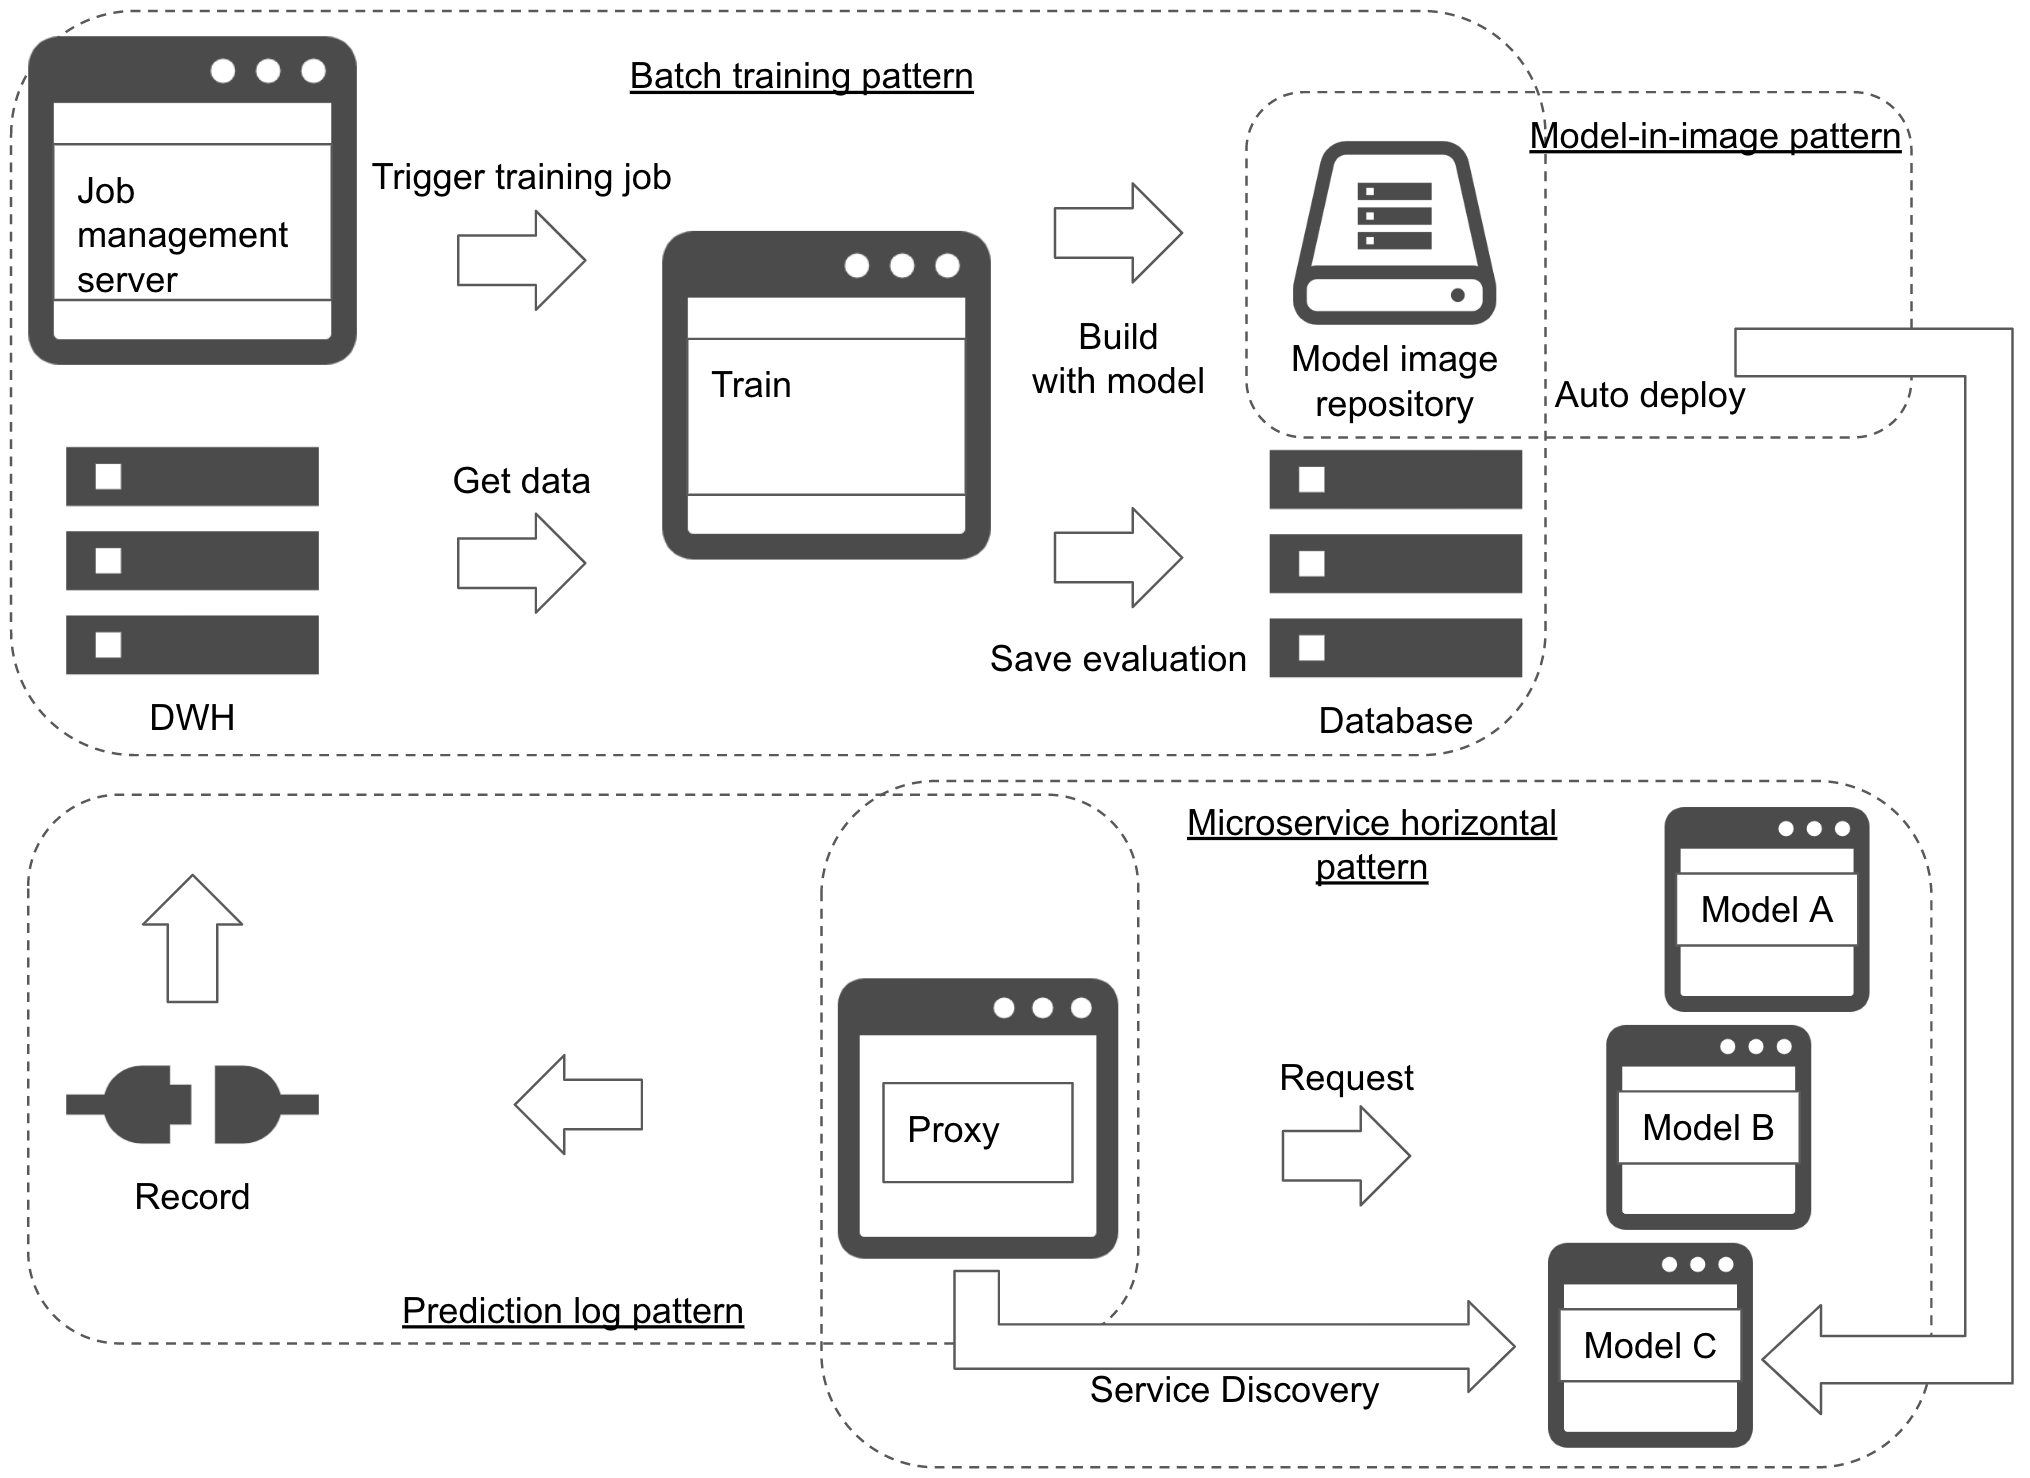 Batch training pattern
Model-in-image pattern
Job
management
server
Trigger training job
Train
Build
with model
Model image
repository
Auto deploy
Get data
Save evaluation
DWH
Database
Microservice horizontal
pattern
Model A
Model B
Model C
Request
Proxy
Record
Prediction log pattern
Service Discovery